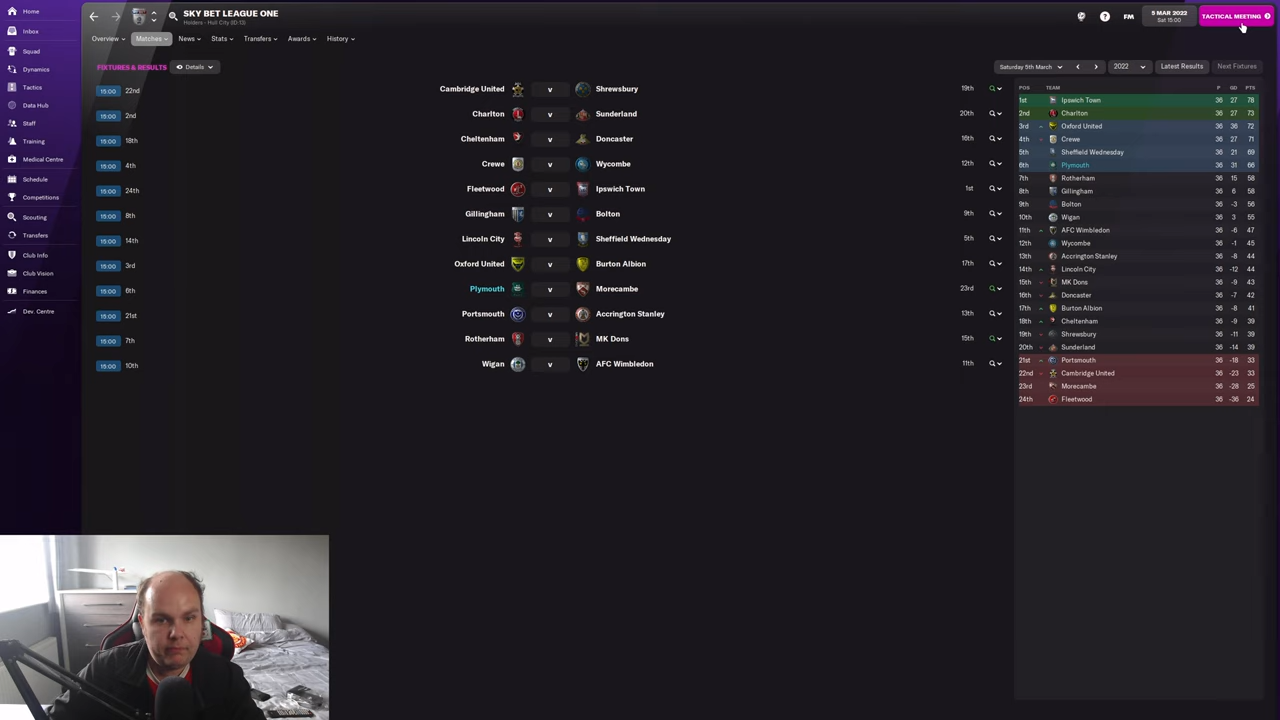 Home
Inbox
Squad
Dynamics
Tactics
Data Hub
Staff
Training
Medical Centre
Schedule
Competitions
Scouting
Transfers
Club Info
Club Vision
Finances
Dev. Centre
SKY BET LEAGUE ONE
Holders - Hull City (ID:13)
FM
5 MAR 2022
Sat 15:00
TACTICAL MEETING
Overview
Matches
News
Stats
Transfers
Awards
History
FIXTURES & RESULTS
Details
Saturday 5th March
2022
Latest Results
Next Fixtures
15:00 22nd Cambridge United v Shrewsbury 19th
15:00 2nd Charlton v Sunderland 20th
15:00 18th Cheltenham v Doncaster 16th
15:00 4th Crewe v Wycombe 12th
15:00 24th Fleetwood v Ipswich Town 1st
15:00 8th Gillingham v Bolton 9th
15:00 14th Lincoln City v Sheffield Wednesday 5th
15:00 3rd Oxford United v Burton Albion 17th
15:00 6th Plymouth v Morecambe 23rd
15:00 21st Portsmouth v Accrington Stanley 13th
15:00 7th Rotherham v MK Dons 15th
15:00 10th Wigan v AFC Wimbledon 11th
POS TEAM P GD PTS
1st Ipswich Town 36 27 78
2nd Charlton 36 27 73
3rd Oxford United 36 36 72
4th Crewe 36 27 71
5th Sheffield Wednesday 36 21 69
6th Plymouth 36 31 66
7th Rotherham 36 15 58
8th Gillingham 36 6 58
9th Bolton 36 -3 56
10th Wigan 36 3 55
11th AFC Wimbledon 36 -6 47
12th Wycombe 36 -1 45
13th Accrington Stanley 36 -8 44
14th Lincoln City 36 -12 44
15th MK Dons 36 -9 43
16th Doncaster 36 -7 42
17th Burton Albion 36 -8 41
18th Cheltenham 36 -9 39
19th Shrewsbury 36 -11 39
20th Sunderland 36 -14 39
21st Portsmouth 36 -18 33
22nd Cambridge United 36 -23 33
23rd Morecambe 36 -28 25
24th Fleetwood 36 -36 24